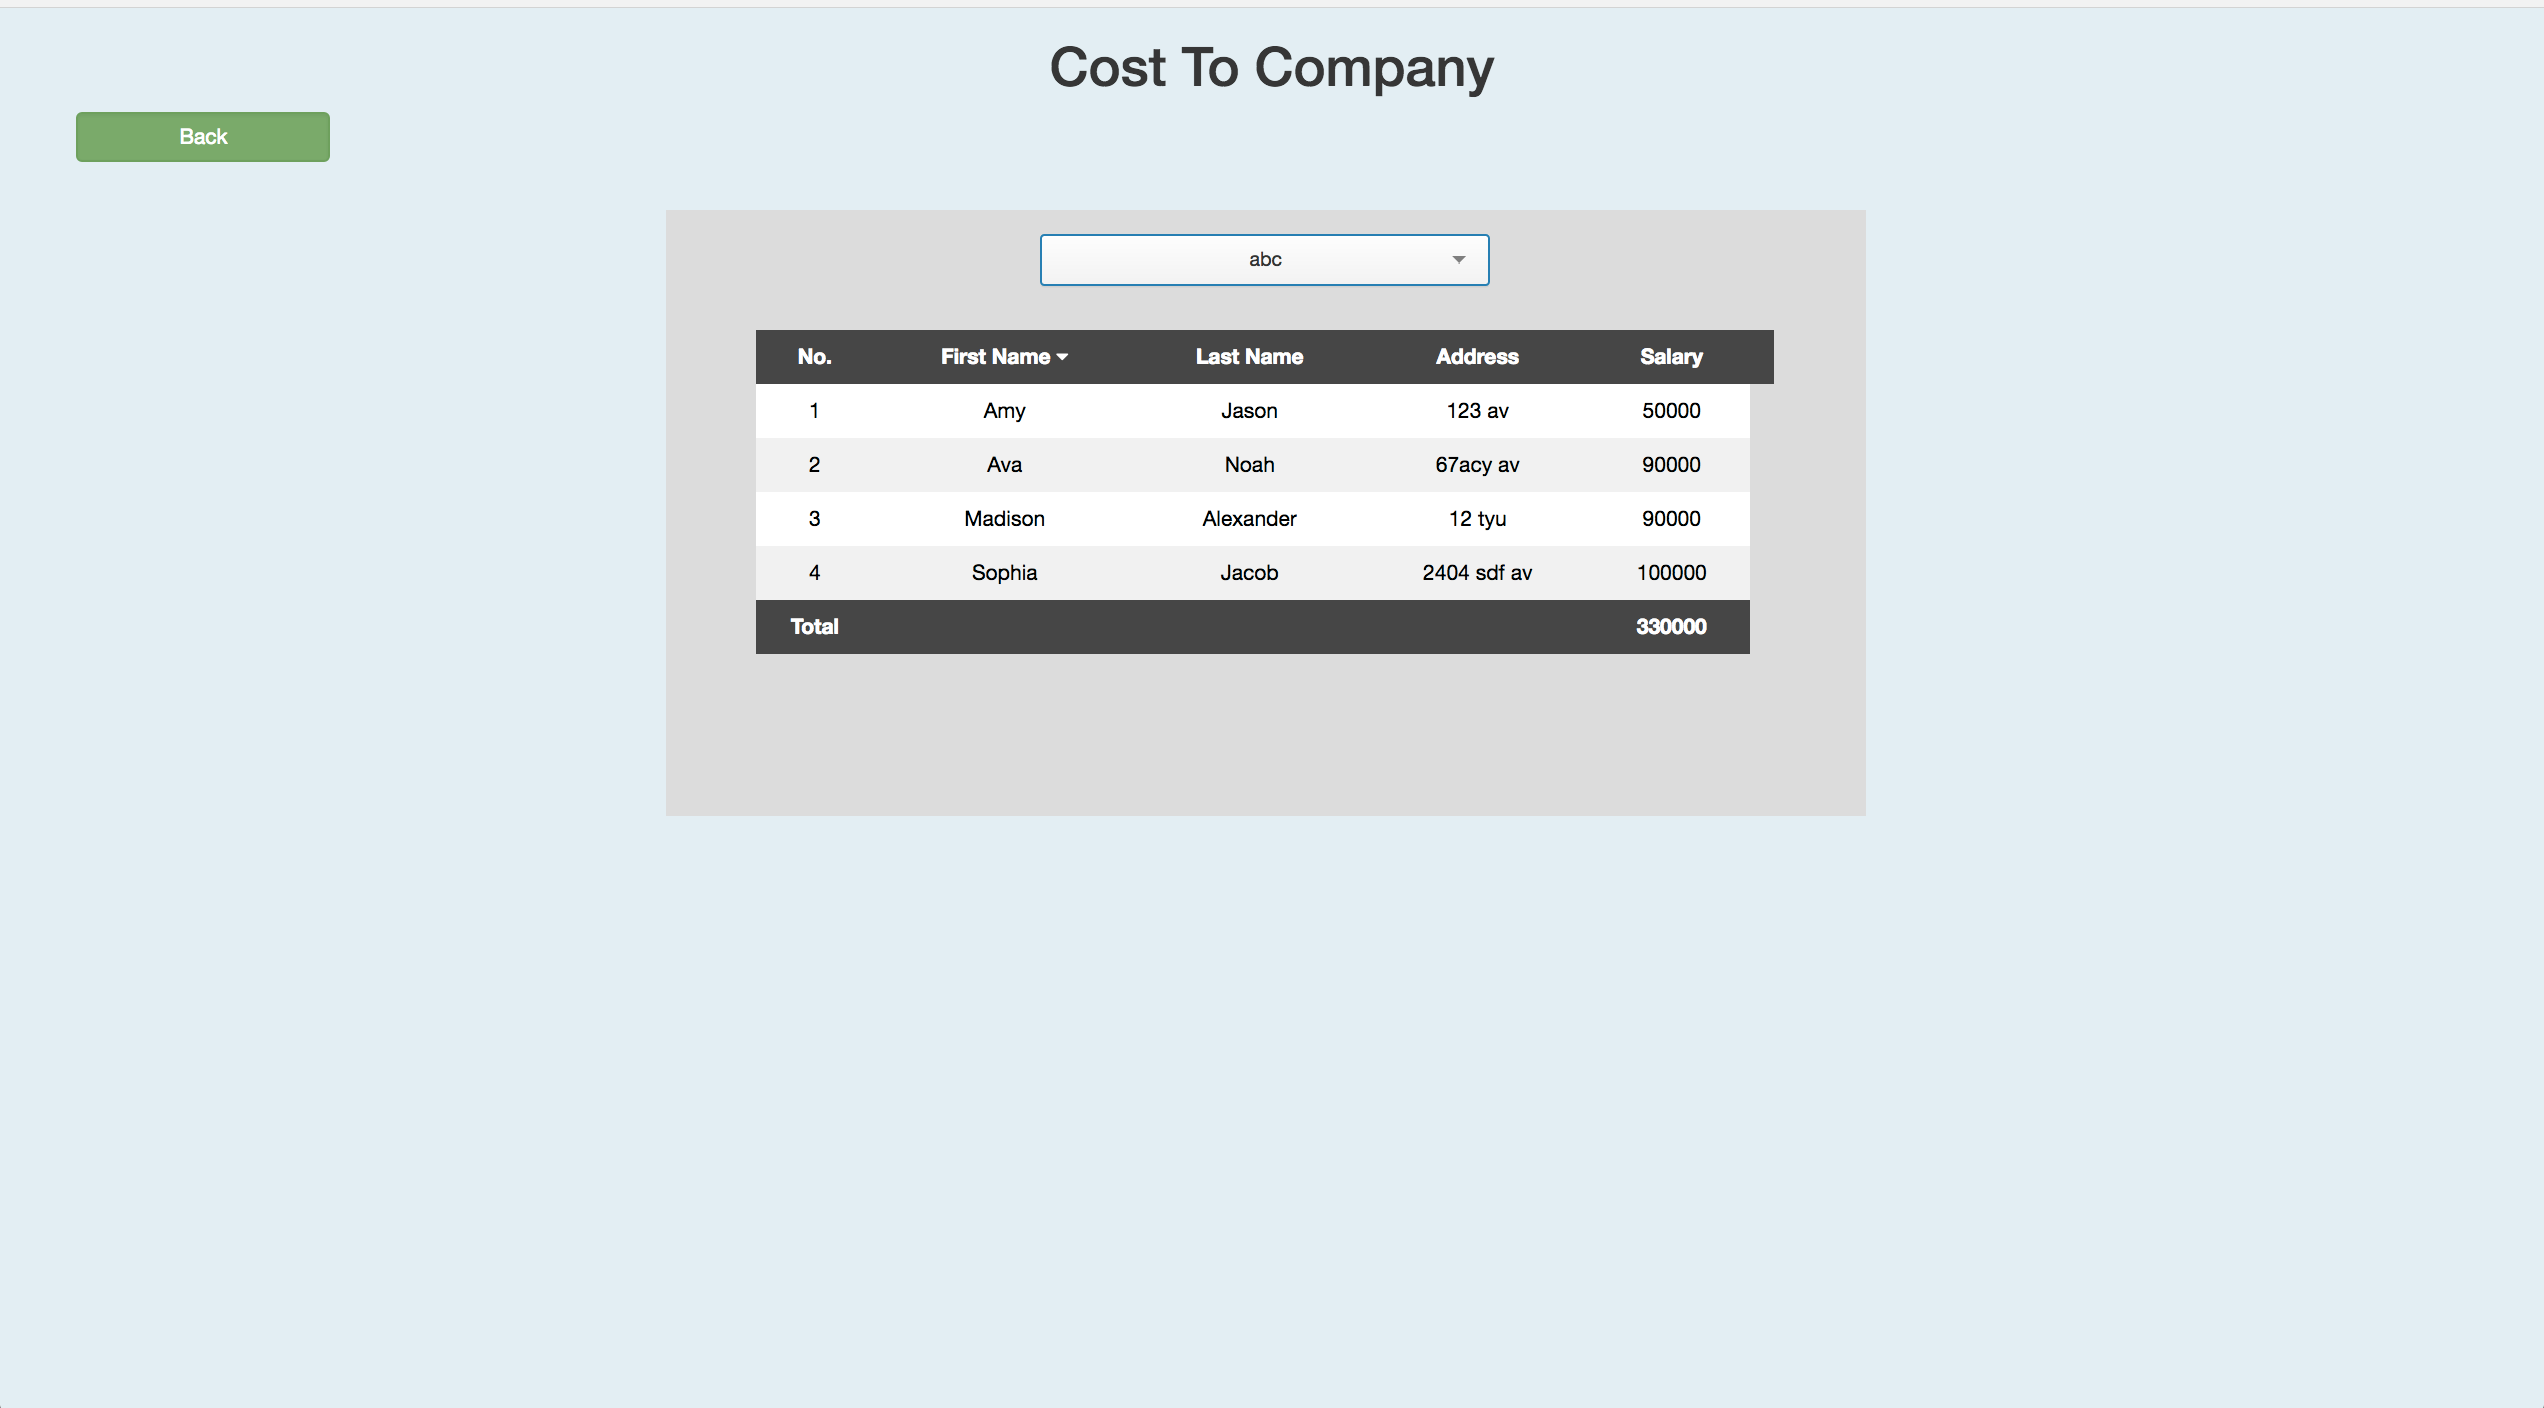 Cost To Company
Back
abc
No. First Name Last Name Address Salary
1 Amy Jason 123 av 50000
2 Ava Noah 67acy av 90000
3 Madison Alexander 12 tyu 90000
4 Sophia Jacob 2404 sdf av 100000
Total 330000